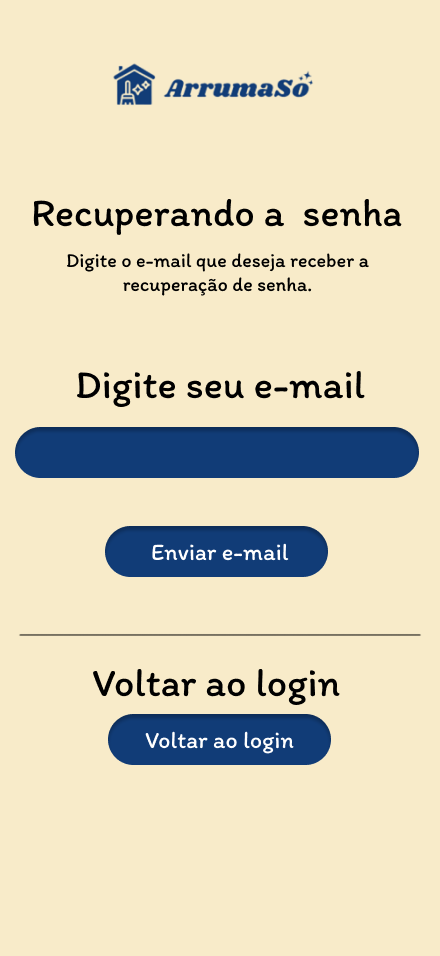 ArrumaSó
Recuperando a senha
Digite o e-mail que deseja receber a
recuperação de senha.
Digite seu e-mail
Enviar e-mail
Voltar ao login
Voltar ao login